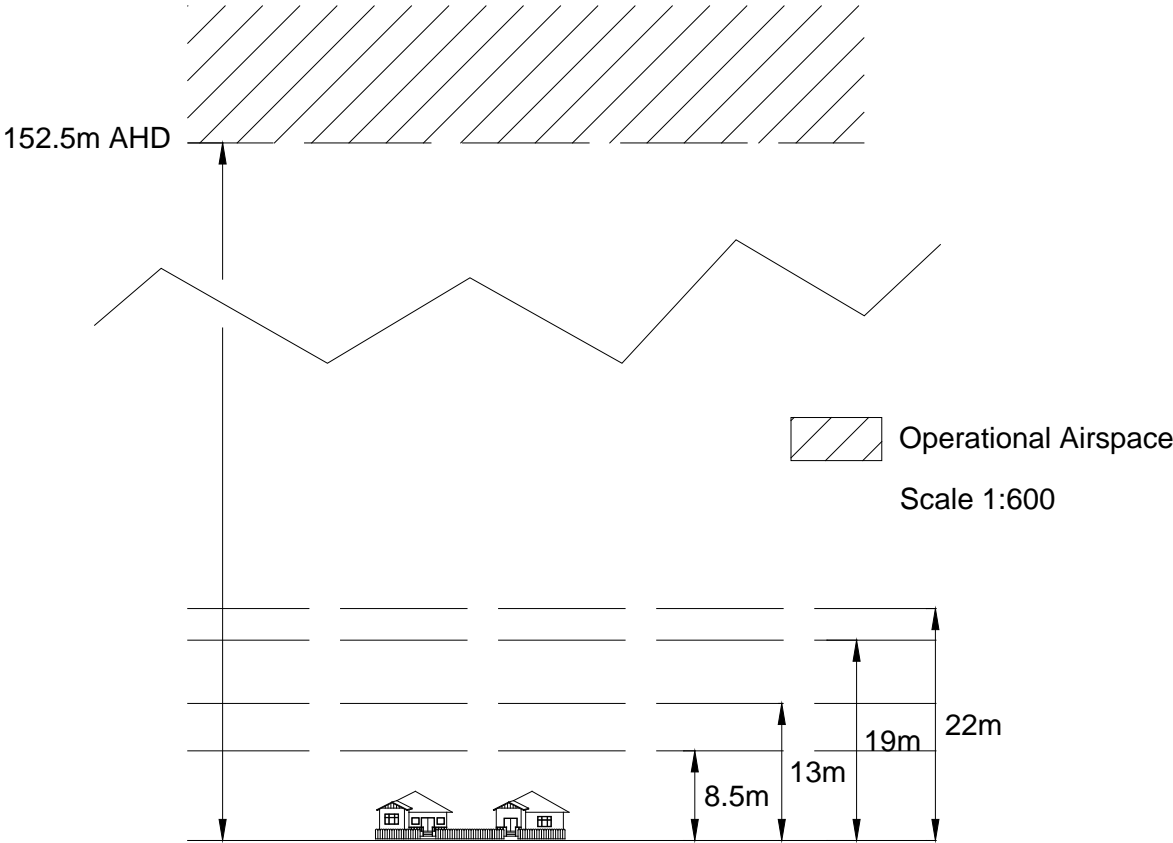 152.5m AHD
Operational Airspace
Scale 1:600
22m
19m
13m
8.5m